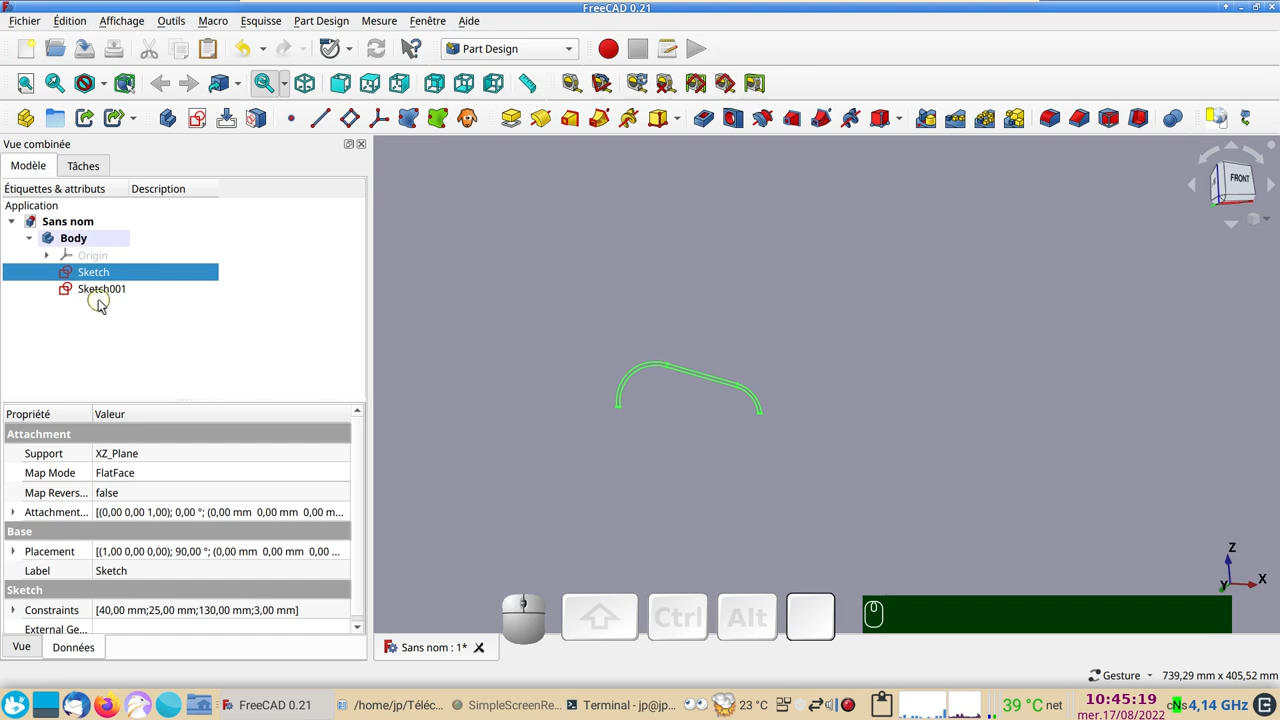 FreeCAD 0.21
Fichier Édition Affichage Outils Macro Esquisse Part Design Mesure Fenêtre Aide
Part Design
Vue combinée
Modèle Tâches
Étiquettes & attributs Description
Application
Sans nom
Body
Origin
Sketch
Sketch001
FRONT
Propriété Valeur
Attachment
Support XZ_Plane
Map Mode FlatFace
Map Revers... false
Attachment... [(0,00 0,00 1,00); 0,00 °; (0,00 mm 0,00 mm 0,00 m...
Base
Placement [(1,00 0,00 0,00); 90,00 °; (0,00 mm 0,00 mm 0,00 ...
Label Sketch
Sketch
Constraints [40,00 mm;25,00 mm;130,00 mm;3,00 mm]
External Ge...
Z
X
Y
Ctrl Alt
Vue Données
Sans nom : 1*
Gesture 739,29 mm x 405,52 mm
FreeCAD 0.21 /home/jp/Téléc... SimpleScreenRe... Terminal - jp@jp... 23 °C 39 °C net 10:45:19 cNs 4,14 GHz
mer.17/08/2022